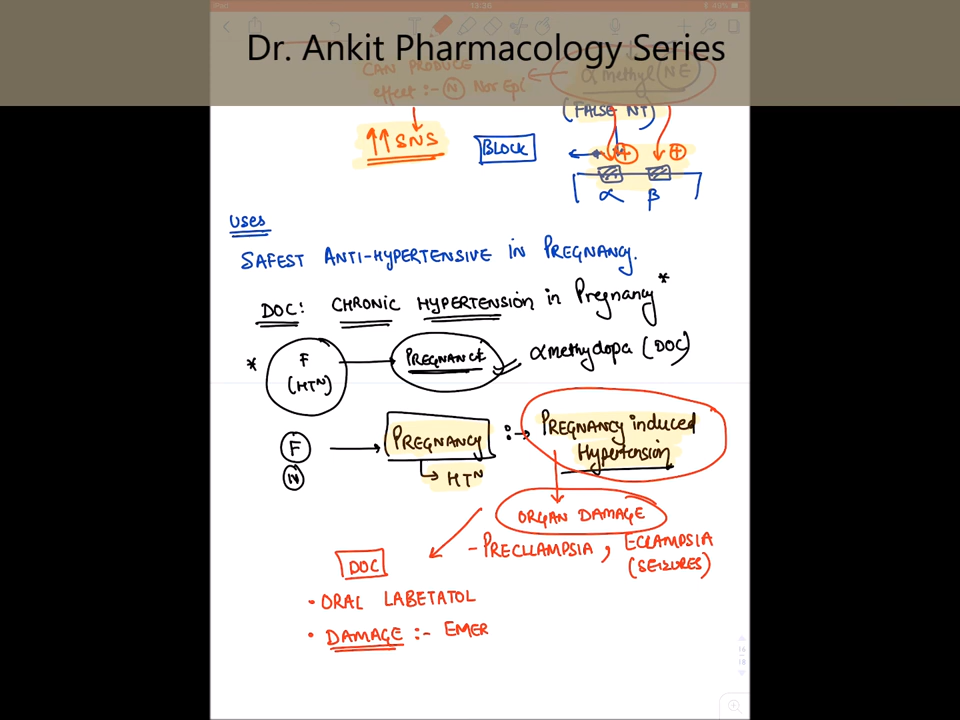 Dr. Ankit Pharmacology Series
CAN PRODUCE
effect :- (N) Nor Epi
α methyl (NE)
(FALSE NT)
↑↑ SNS
BLOCK
+ +
α β
Uses
SAFEST ANTI-HYPERTENSIVE in PREGNANCY.
DOC: CHRONIC HYPERTENSION in Pregnancy*
* F
(HTN)
PREGNANCY
αmethydopa (DOC)
F
N
PREGNANCY
HTN
:→ PREGNANCY induced
Hypertension
ORGAN DAMAGE
- PRECLLAMPSIA, ECLAMPSIA
(SEIZURES)
DOC
• ORAL LABETATOL
• DAMAGE :- EMER